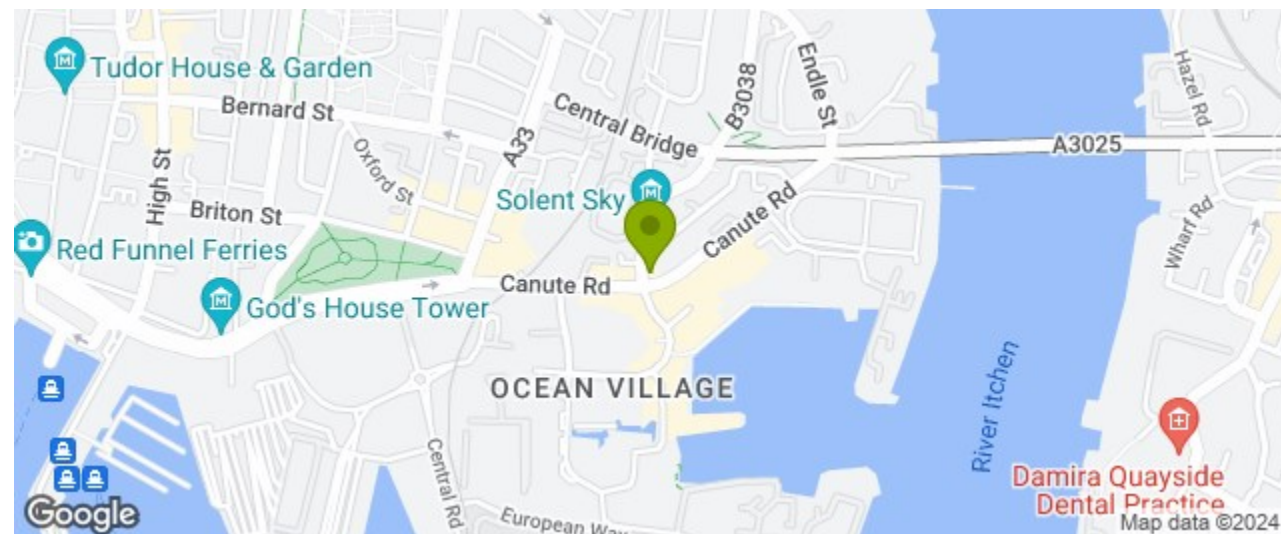 Tudor House & Garden
Bernard St
Oxford St
A33
High St
Briton St
Red Funnel Ferries
God's House Tower
Central Bridge
B3038
Endle St
Solent Sky
Canute Rd
Canute Rd
A3025
Hazel Rd
Wharf Rd
OCEAN VILLAGE
River Itchen
Central Rd
European Way
Damira Quayside
Dental Practice
Google
Map data ©2024